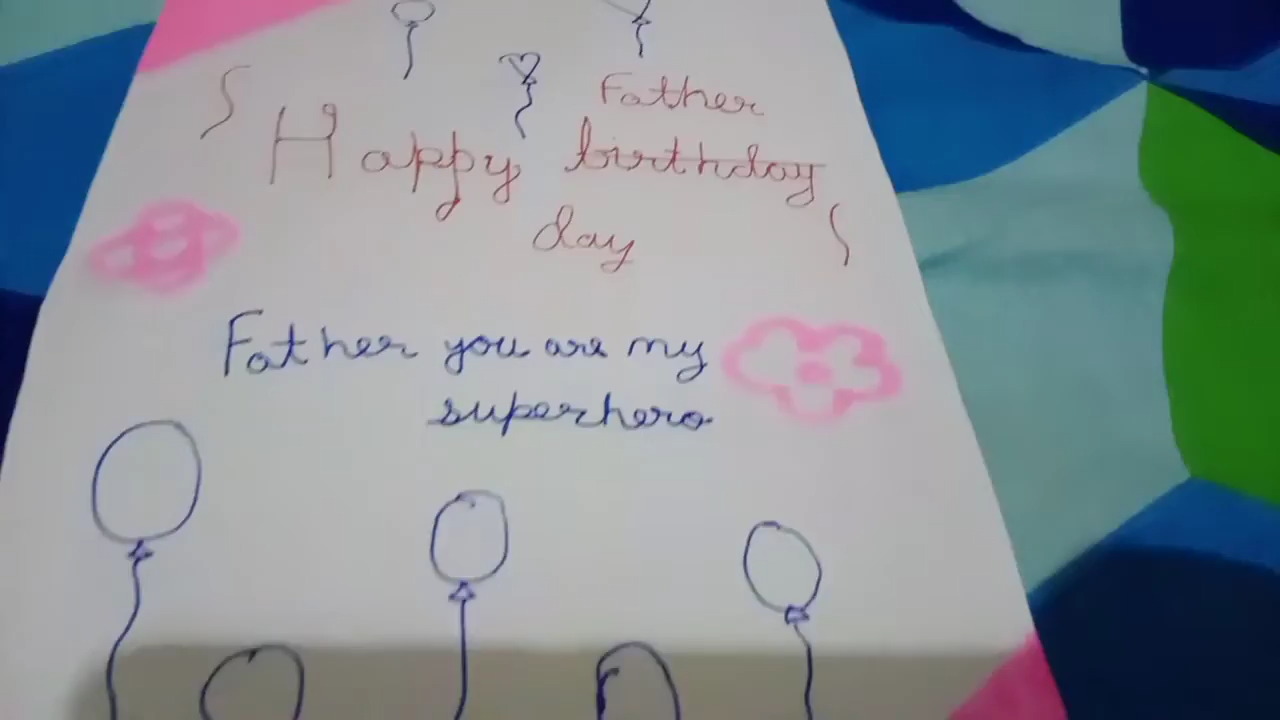 Father
Happy birthday
day
Father you are my
superhero